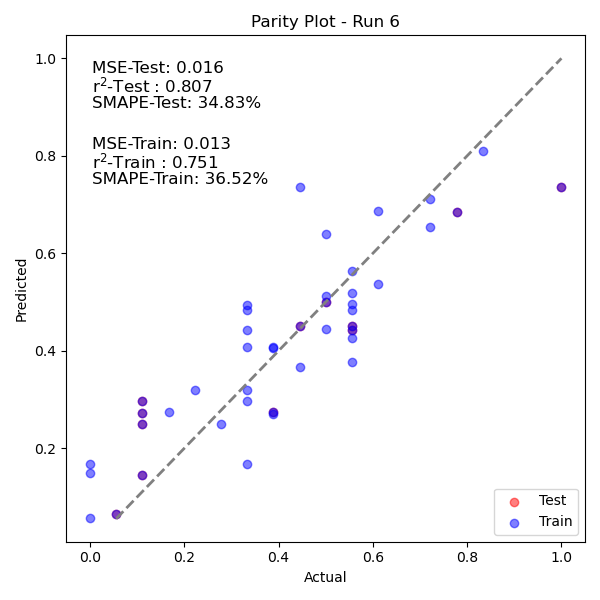 Parity Plot - Run 6
MSE-Test: 0.016
r²-Test : 0.807
SMAPE-Test: 34.83%
MSE-Train: 0.013
r²-Train : 0.751
SMAPE-Train: 36.52%
1.0
0.8
0.6
0.4
0.2
Predicted
Test
Train
0.0 0.2 0.4 0.6 0.8 1.0
Actual